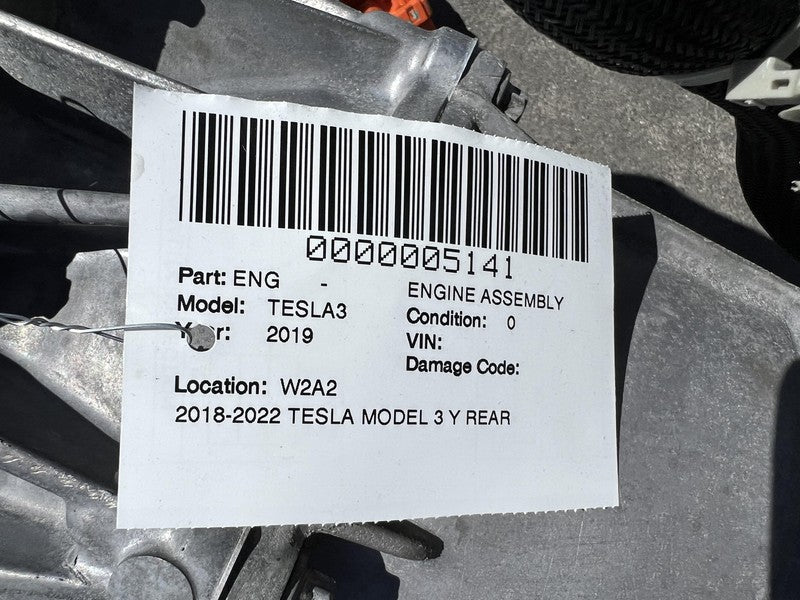 0000005141
Part: ENG - ENGINE ASSEMBLY
Model: TESLA3 Condition: 0
Year: 2019 VIN:
Damage Code:
Location: W2A2
2018-2022 TESLA MODEL 3 Y REAR